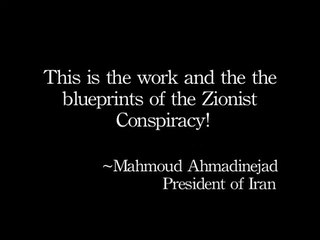 This is the work and the the
blueprints of the Zionist
Conspiracy!
~Mahmoud Ahmadinejad
President of Iran